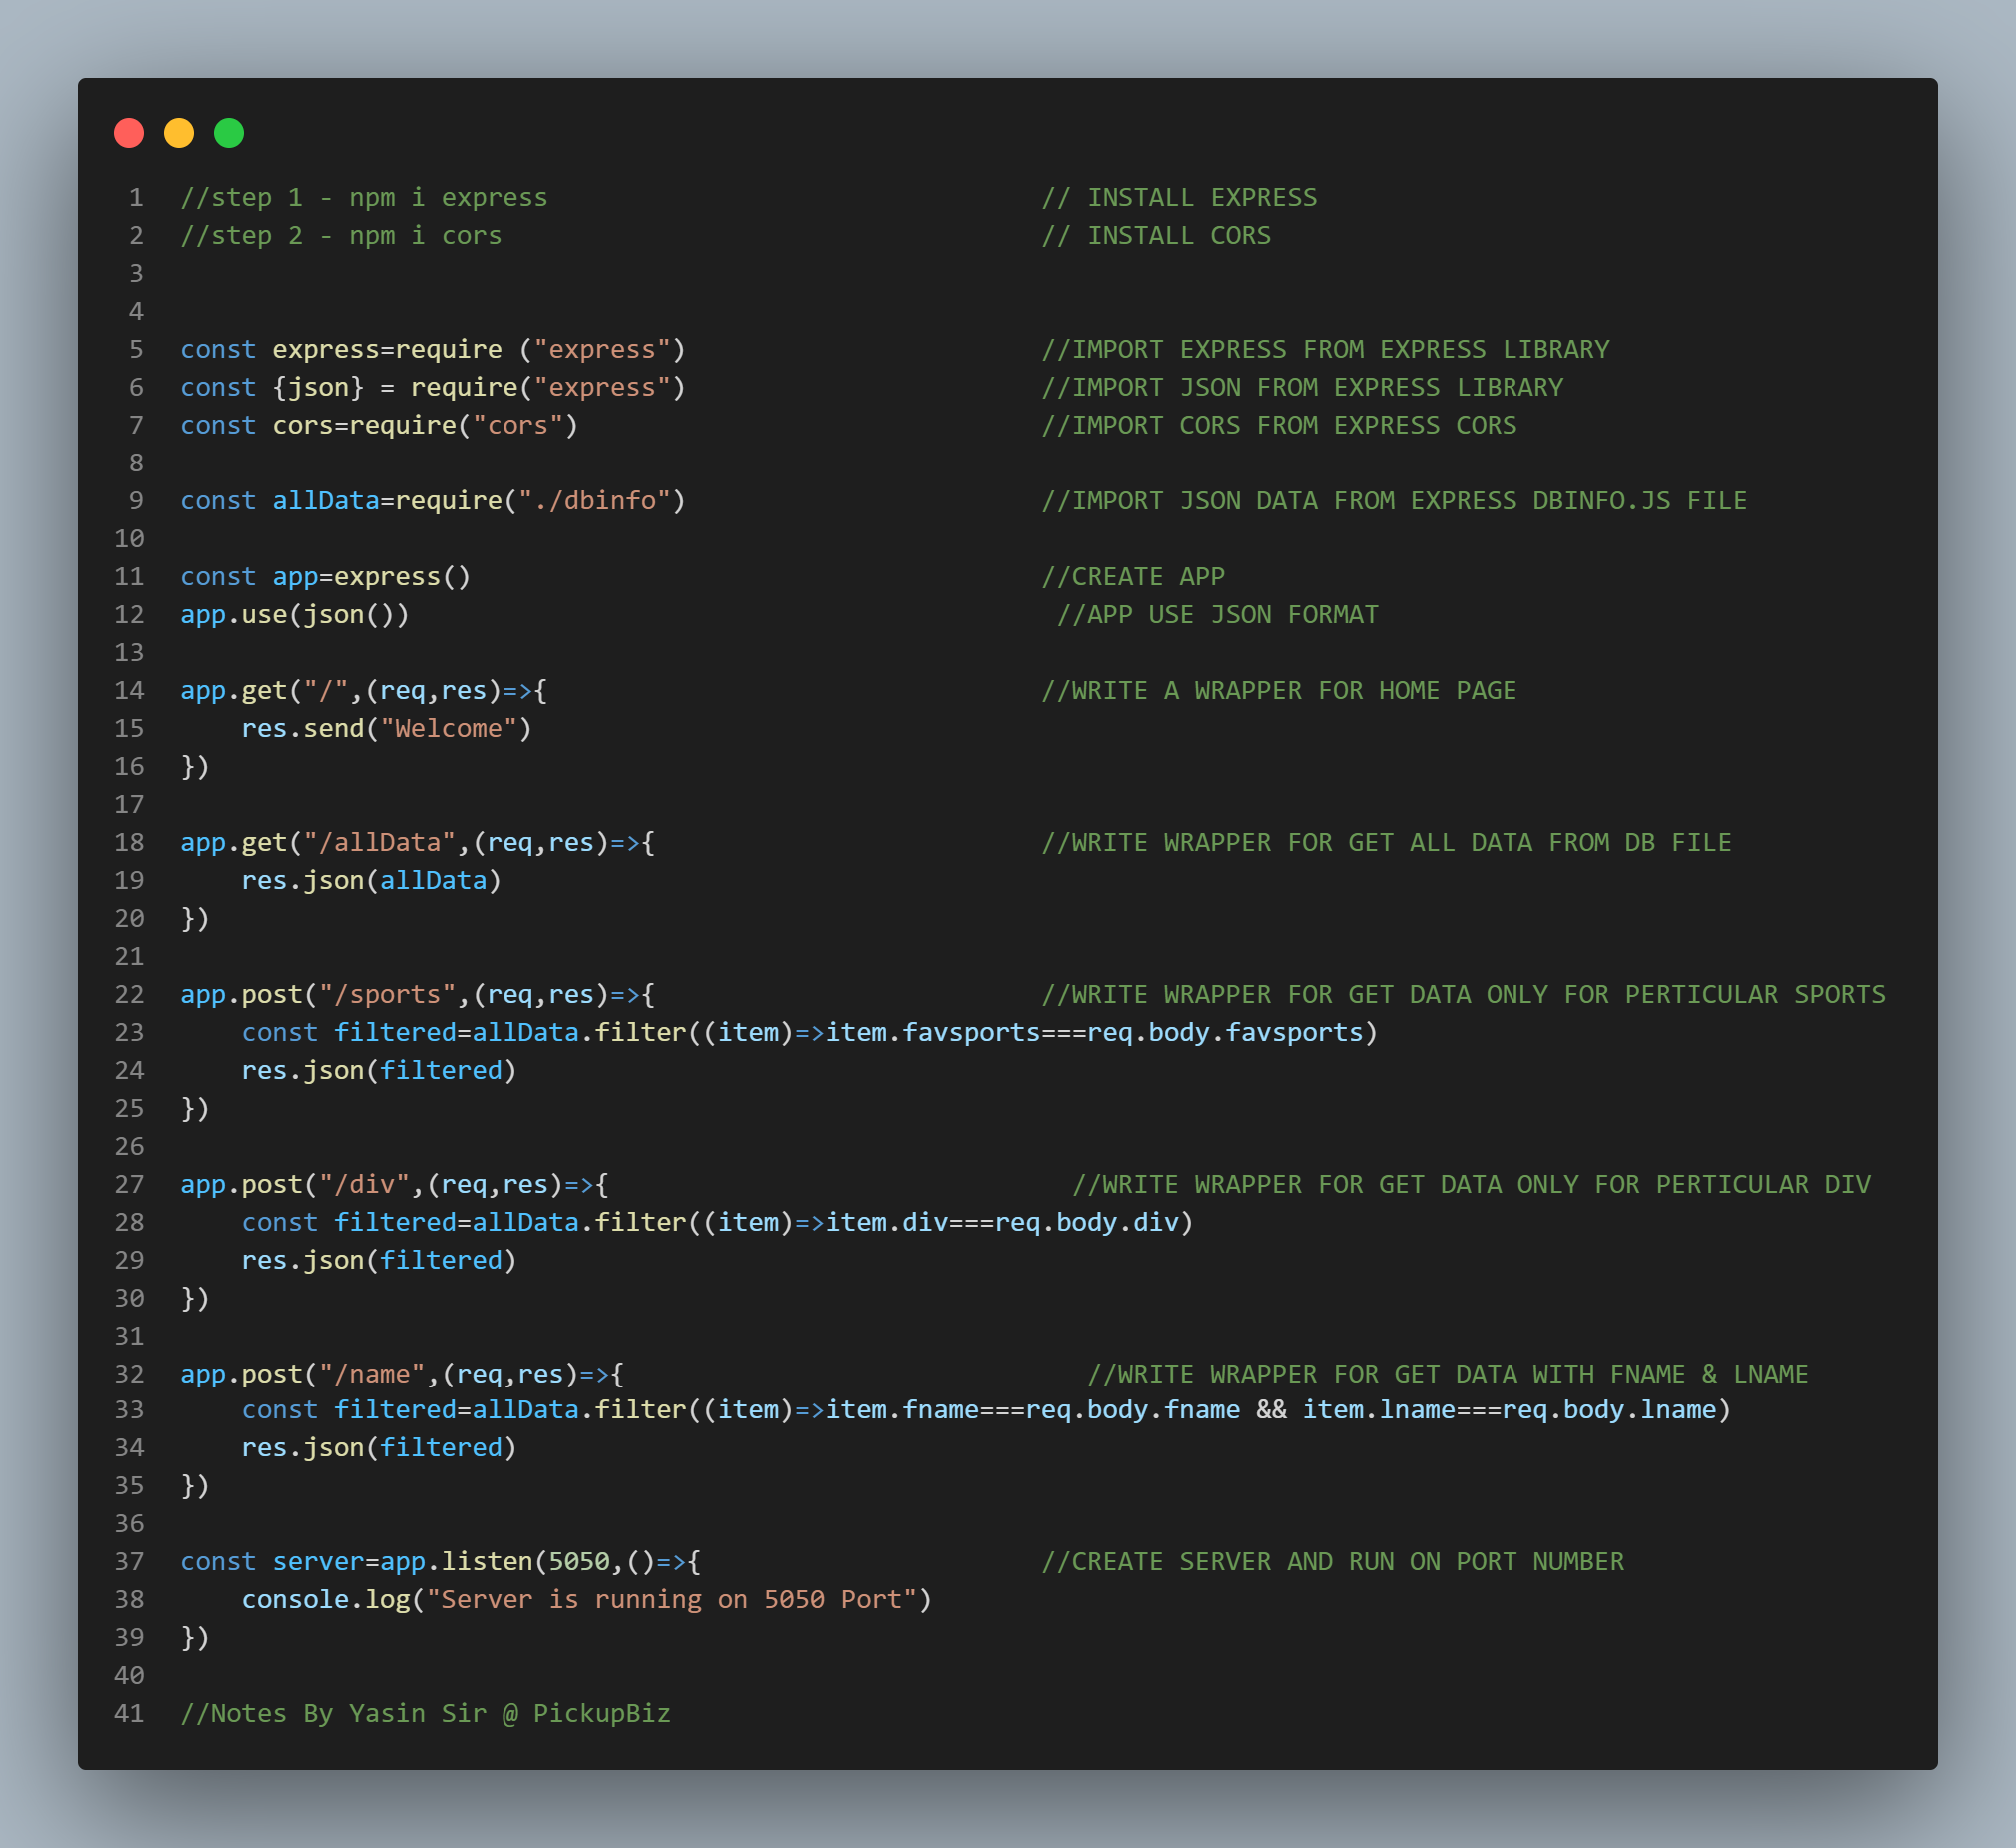 1 //step 1 - npm i express // INSTALL EXPRESS
2 //step 2 - npm i cors // INSTALL CORS
3
4
5 const express=require ("express") //IMPORT EXPRESS FROM EXPRESS LIBRARY
6 const {json} = require("express") //IMPORT JSON FROM EXPRESS LIBRARY
7 const cors=require("cors") //IMPORT CORS FROM EXPRESS CORS
8
9 const allData=require("./dbinfo") //IMPORT JSON DATA FROM EXPRESS DBINFO.JS FILE
10
11 const app=express() //CREATE APP
12 app.use(json()) //APP USE JSON FORMAT
13
14 app.get("/",(req,res)=>{ //WRITE A WRAPPER FOR HOME PAGE
15     res.send("Welcome")
16 })
17
18 app.get("/allData",(req,res)=>{ //WRITE WRAPPER FOR GET ALL DATA FROM DB FILE
19     res.json(allData)
20 })
21
22 app.post("/sports",(req,res)=>{ //WRITE WRAPPER FOR GET DATA ONLY FOR PERTICULAR SPORTS
23     const filtered=allData.filter((item)=>item.favsports===req.body.favsports)
24     res.json(filtered)
25 })
26
27 app.post("/div",(req,res)=>{ //WRITE WRAPPER FOR GET DATA ONLY FOR PERTICULAR DIV
28     const filtered=allData.filter((item)=>item.div===req.body.div)
29     res.json(filtered)
30 })
31
32 app.post("/name",(req,res)=>{ //WRITE WRAPPER FOR GET DATA WITH FNAME & LNAME
33     const filtered=allData.filter((item)=>item.fname===req.body.fname && item.lname===req.body.lname)
34     res.json(filtered)
35 })
36
37 const server=app.listen(5050,()=>{ //CREATE SERVER AND RUN ON PORT NUMBER
38     console.log("Server is running on 5050 Port")
39 })
40
41 //Notes By Yasin Sir @ PickupBiz